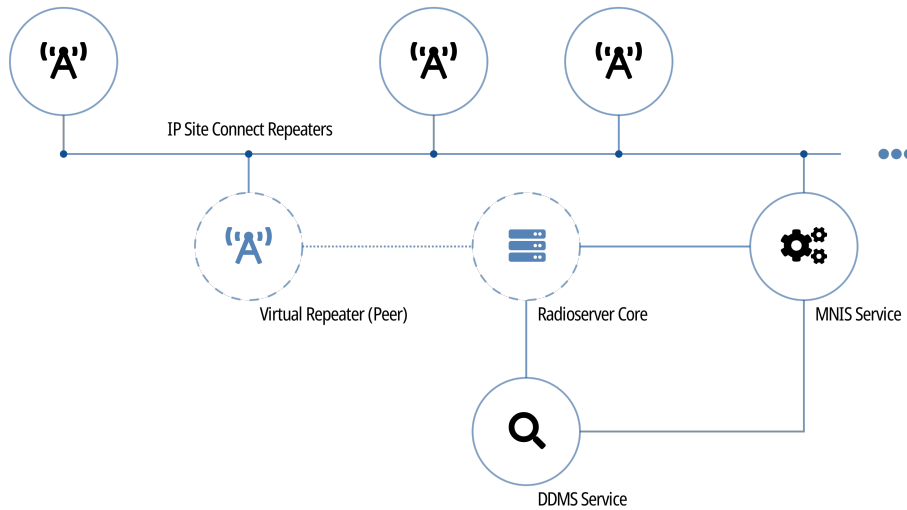 IP Site Connect Repeaters
Virtual Repeater (Peer)
Radioserver Core
MNIS Service
DDMS Service